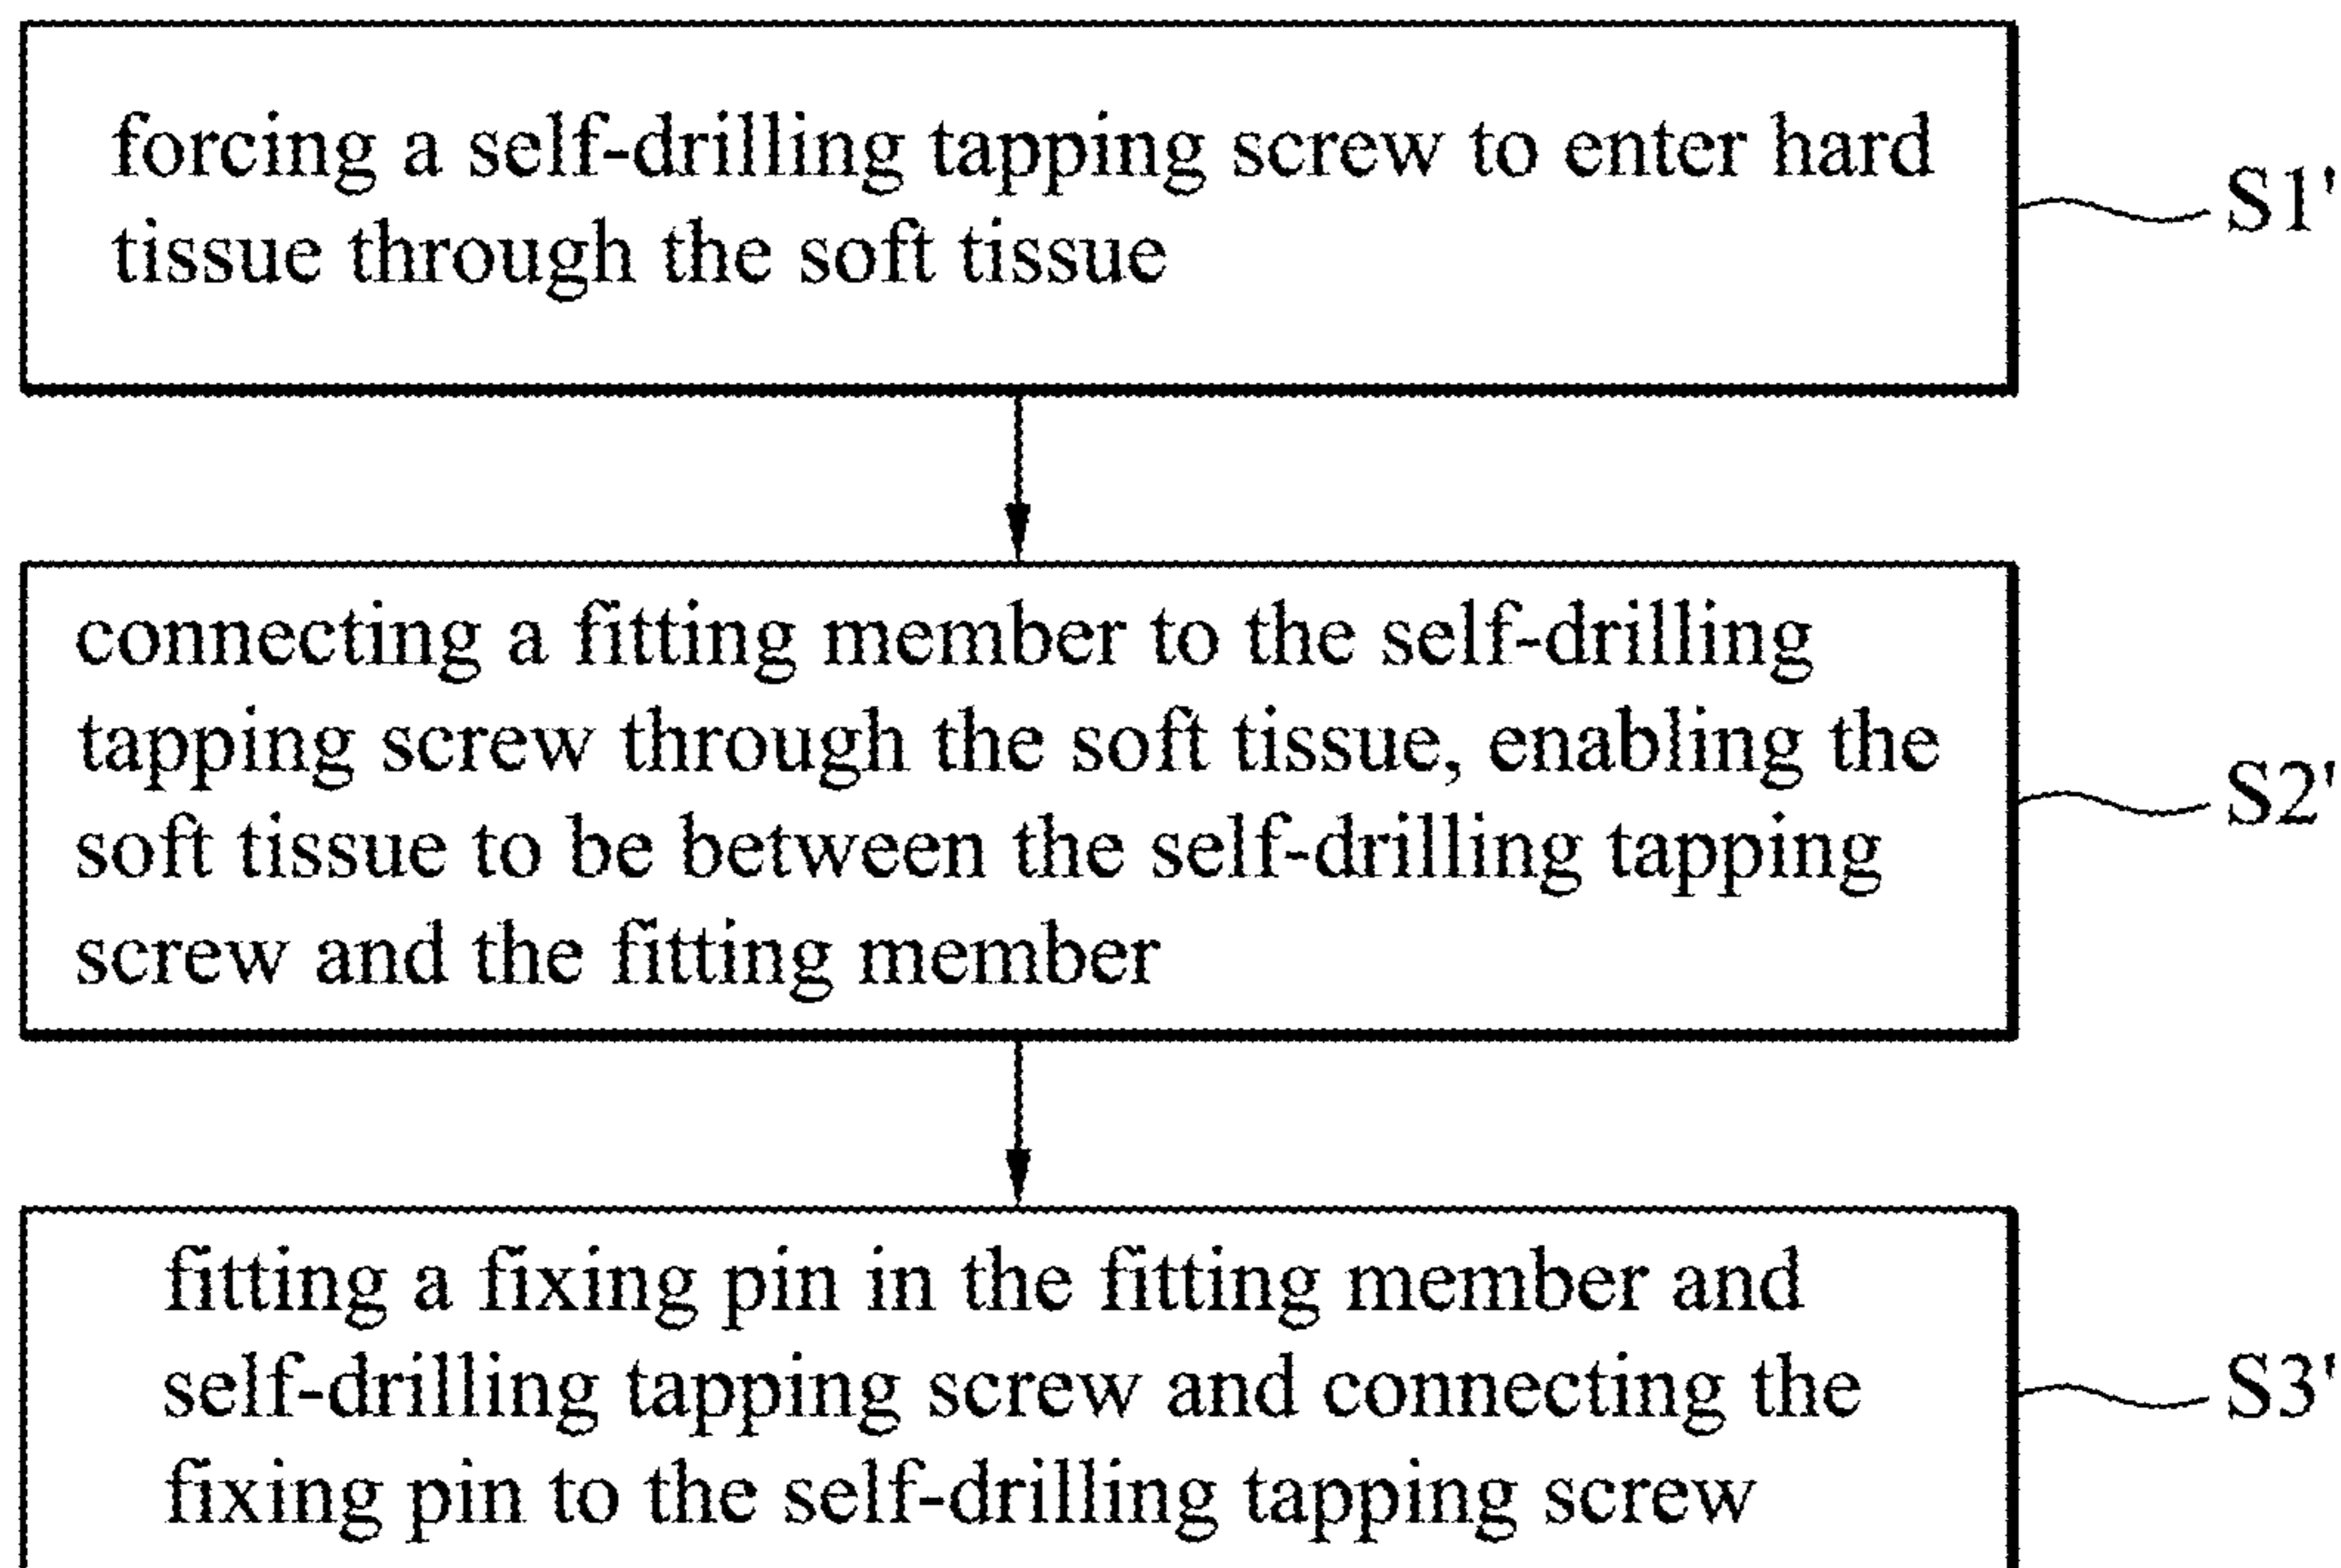 forcing a self-drilling tapping screw to enter hard
tissue through the soft tissue
S1'
connecting a fitting member to the self-drilling
tapping screw through the soft tissue, enabling the
soft tissue to be between the self-drilling tapping
screw and the fitting member
S2'
fitting a fixing pin in the fitting member and
self-drilling tapping screw and connecting the
fixing pin to the self-drilling tapping screw
S3'